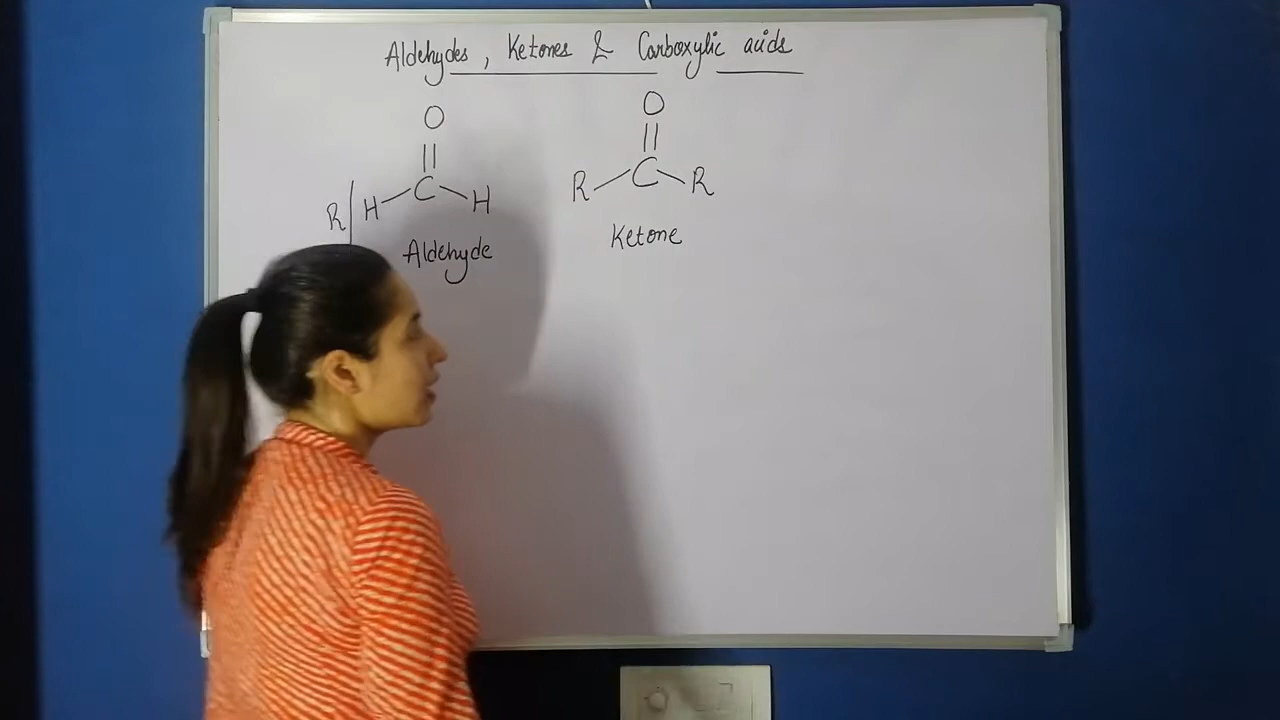 Aldehydes, Ketones & Carboxylic acids
O
||
R|H C H
Aldehyde
O
||
R C R
Ketone